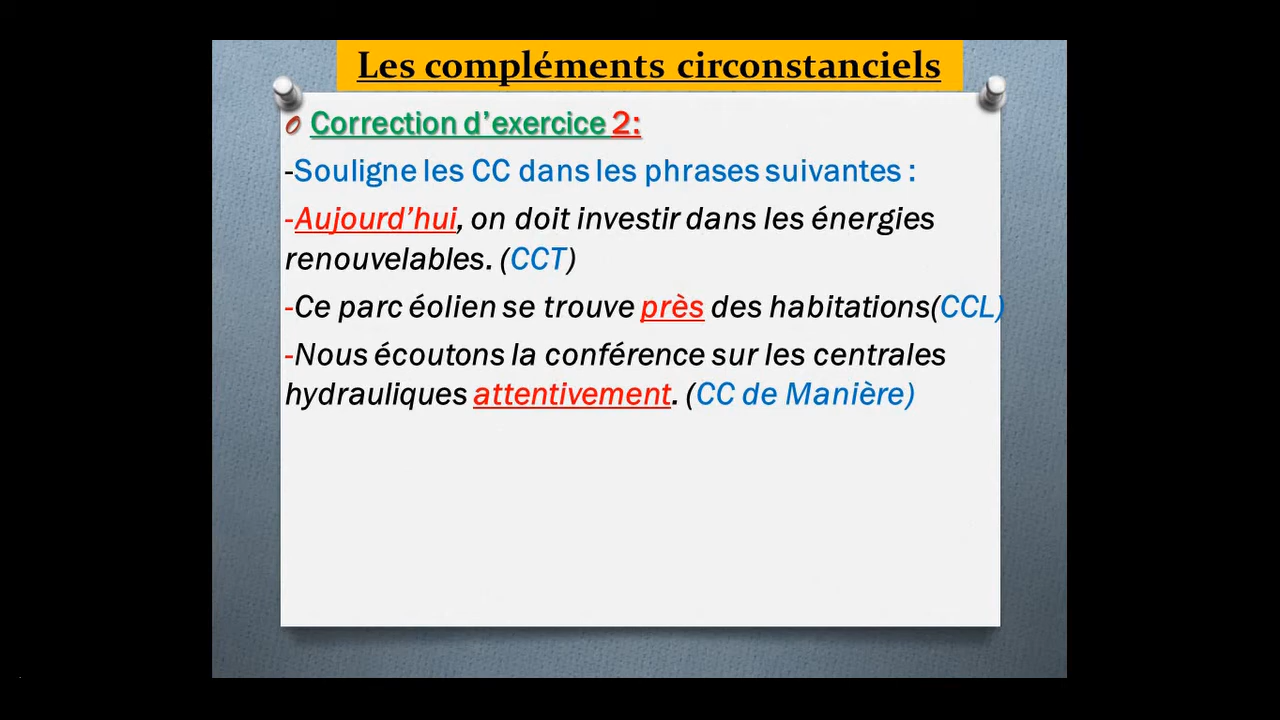 Les compléments circonstanciels
Correction d’exercice 2:
-Souligne les CC dans les phrases suivantes :
-Aujourd’hui, on doit investir dans les énergies
renouvelables. (CCT)
-Ce parc éolien se trouve près des habitations(CCL)
-Nous écoutons la conférence sur les centrales
hydrauliques attentivement. (CC de Manière)